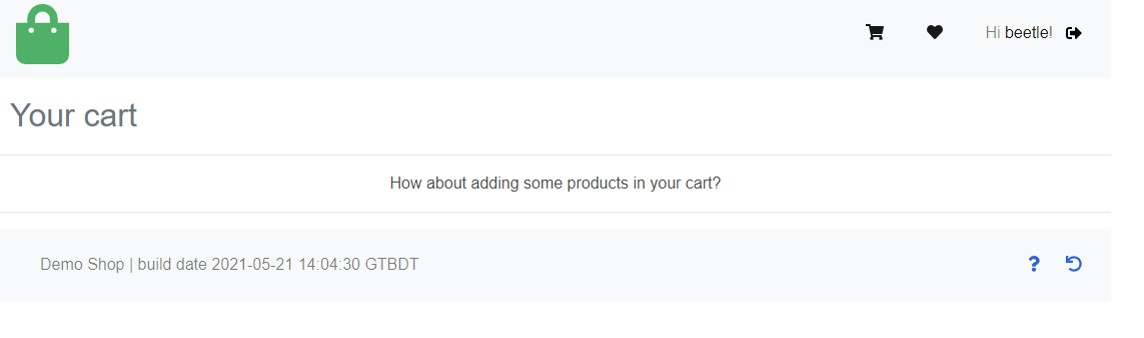 Hi beetle!
Your cart
How about adding some products in your cart?
Demo Shop | build date 2021-05-21 14:04:30 GTBDT
?